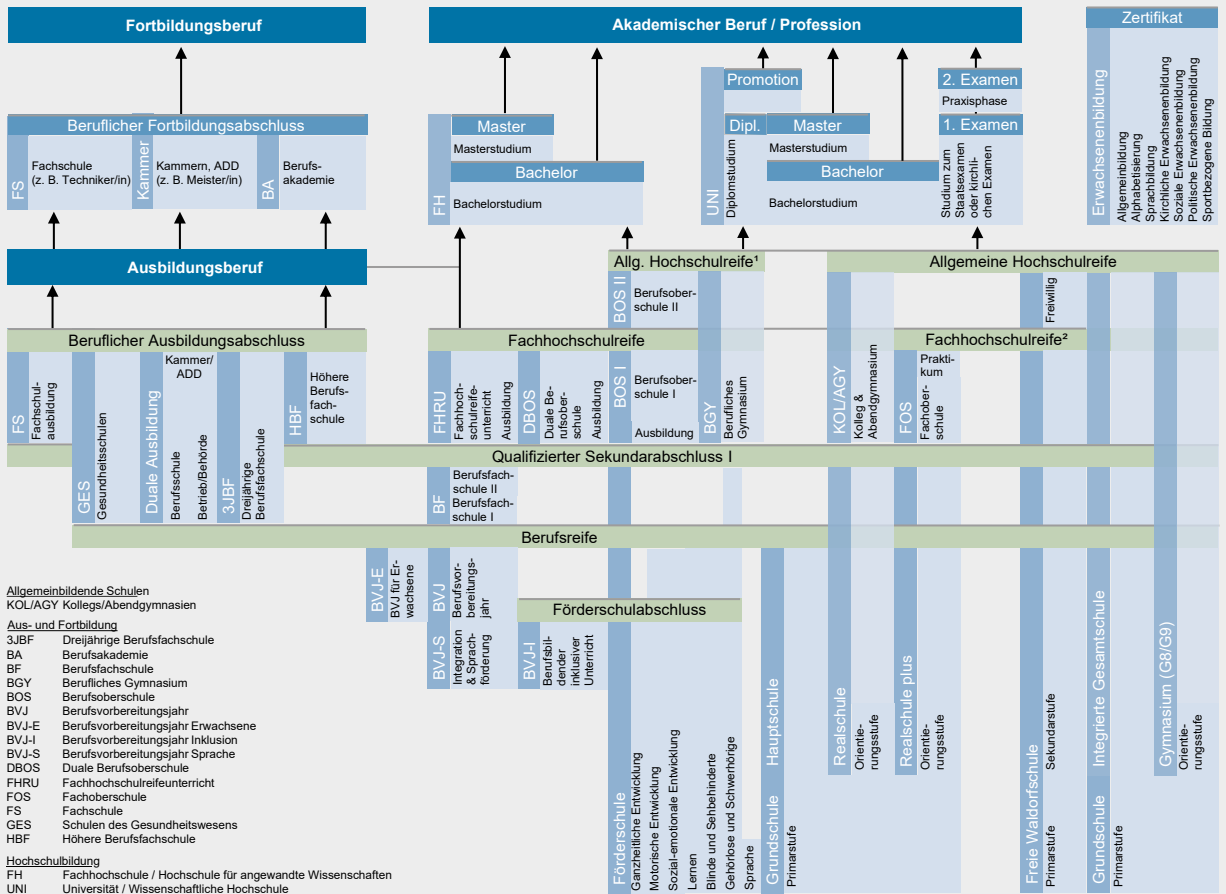 Fortbildungsberuf
Akademischer Beruf / Profession
Zertifikat
Erwachsenenbildung
Allgemeinbildung
Alphabetisierung
Sprachbildung
Kirchliche Erwachsenenbildung
Soziale Erwachsenenbildung
Politische Erwachsenenbildung
Sportbezogene Bildung
Beruflicher Fortbildungsabschluss
FS
Fachschule
(z. B. Techniker/in)
Kammer
Kammern, ADD
(z. B. Meister/in)
BA
Berufs-
akademie
FH
Master
Masterstudium
Bachelor
Bachelorstudium
UNI
Promotion
Dipl.
Diplomstudium
Master
Masterstudium
Bachelor
Bachelorstudium
2. Examen
Praxisphase
1. Examen
Studium zum
Staatsexamen
oder kirchli-
chen Examen
Ausbildungsberuf
Allg. Hochschulreife¹
Allgemeine Hochschulreife
BOS II
Berufsober-
schule II
Freiwillig
Beruflicher Ausbildungsabschluss
Fachhochschulreife
Fachhochschulreife²
FS
Fachschul-
ausbildung
GES
Gesundheitsschulen
Duale Ausbildung
Kammer/
ADD
Berufsschule
Betrieb/Behörde
3JBF
Dreijährige
Berufsfachschule
HBF
Höhere
Berufs-
fach-
schule
FHRU
Fachhoch-
schulreife-
unterricht
Ausbildung
DBOS
Duale Be-
rufsober-
schule
Ausbildung
BOS I
Berufsober-
schule I
Ausbildung
BGY
Berufliches
Gymnasium
KOL/AGY
Kolleg &
Abendgymnasium
FOS
Prakti-
kum
Fachober-
schule
Qualifizierter Sekundarabschluss I
BF
Berufsfach-
schule II
Berufsfach-
schule I
Berufsreife
BVJ-E
BVJ für Er-
wachsene
BVJ
Berufsvor-
bereitungs-
jahr
Förderschulabschluss
BVJ-S
Integration
& Sprach-
förderung
BVJ-I
Berufsbil-
dender
inklusiver
Unterricht
Förderschule
Ganzheitliche Entwicklung
Motorische Entwicklung
Sozial-emotionale Entwicklung
Lernen
Blinde und Sehbehinderte
Gehörlose und Schwerhörige
Sprache
Grundschule
Hauptschule
Primarstufe
Realschule
Orientie-
rungsstufe
Realschule plus
Orientie-
rungsstufe
Freie Waldorfschule
Primarstufe
Sekundarstufe
Grundschule
Integrierte Gesamtschule
Primarstufe
Gymnasium (G8/G9)
Orientie-
rungsstufe
Allgemeinbildende Schulen
KOL/AGY Kollegs/Abendgymnasien
Aus- und Fortbildung
3JBF Dreijährige Berufsfachschule
BA Berufsakademie
BF Berufsfachschule
BGY Berufliches Gymnasium
BOS Berufsoberschule
BVJ Berufsvorbereitungsjahr
BVJ-E Berufsvorbereitungsjahr Erwachsene
BVJ-I Berufsvorbereitungsjahr Inklusion
BVJ-S Berufsvorbereitungsjahr Sprache
DBOS Duale Berufsoberschule
FHRU Fachhochschulreifeunterricht
FOS Fachoberschule
FS Fachschule
GES Schulen des Gesundheitswesens
HBF Höhere Berufsfachschule
Hochschulbildung
FH Fachhochschule / Hochschule für angewandte Wissenschaften
UNI Universität / Wissenschaftliche Hochschule